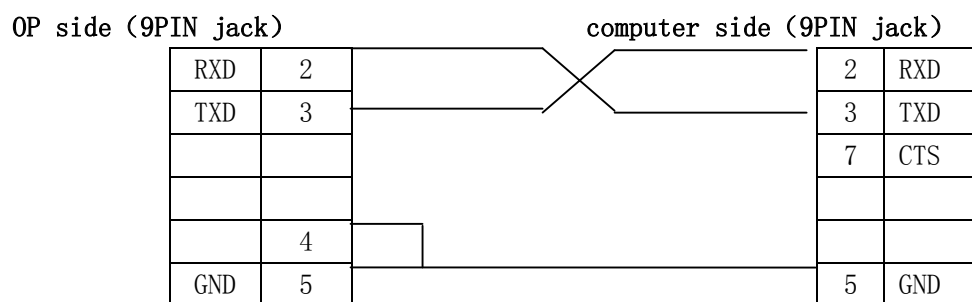 OP side（9PIN jack） computer side（9PIN jack）
RXD 2 2 RXD
TXD 3 3 TXD
7 CTS
4
GND 5 5 GND